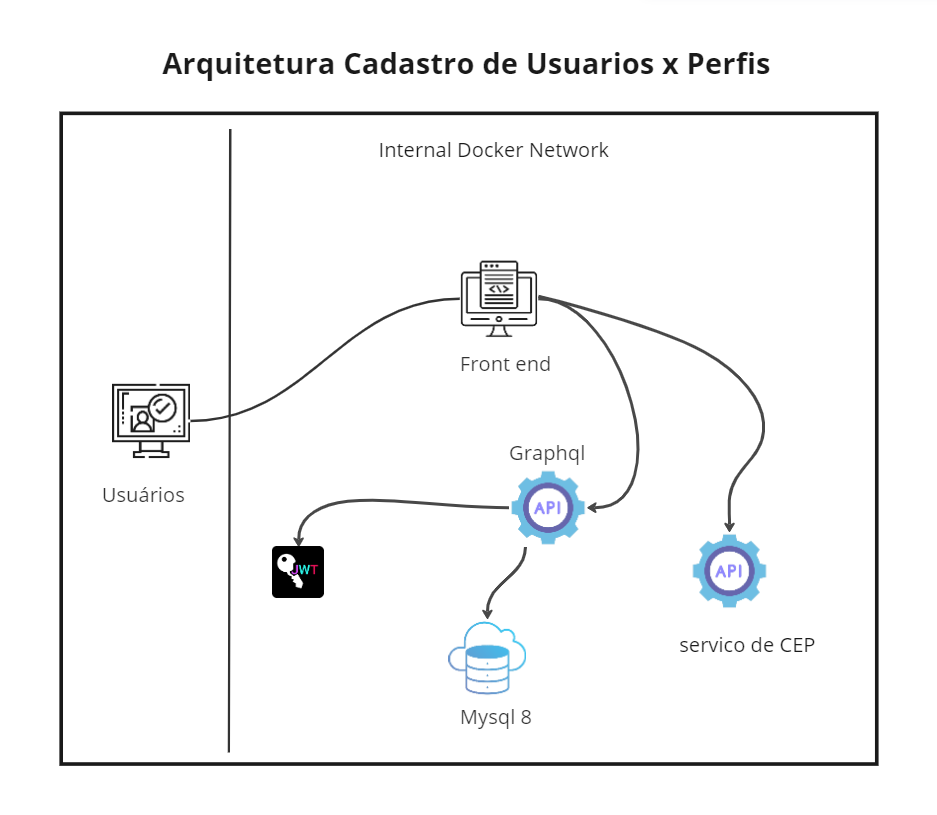 Arquitetura Cadastro de Usuarios x Perfis
Internal Docker Network
</>
Front end
Graphql
Usuários
API
JWT
API
servico de CEP
Mysql 8